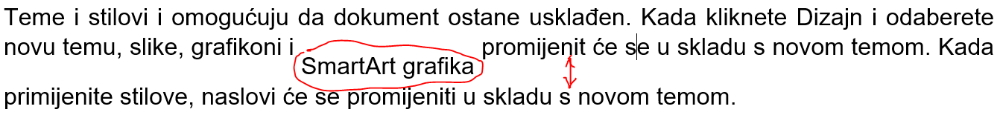 Teme i stilovi i omogućuju da dokument ostane usklađen. Kada kliknete Dizajn i odaberete
novu temu, slike, grafikoni i SmartArt grafika promijenit će se u skladu s novom temom. Kada
primijenite stilove, naslovi će se promijeniti u skladu s novom temom.